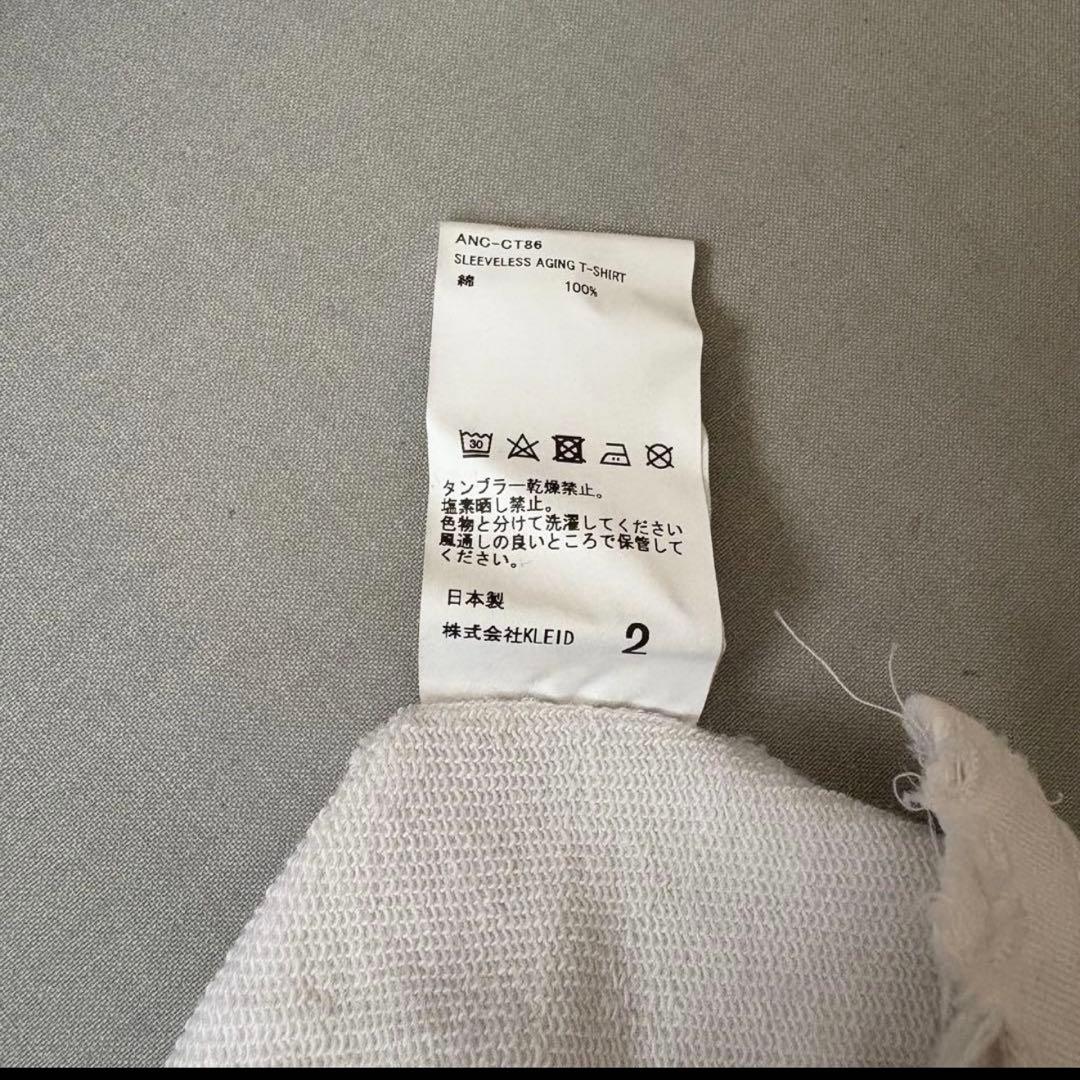 ANC-CT86
SLEEVELESS AGING T-SHIRT
綿 100%
30
タンブラー乾燥禁止。
塩素晒し禁止。
色物と分けて洗濯してください
風通しの良いところで保管して
ください。
日本製
株式会社KLEID 2